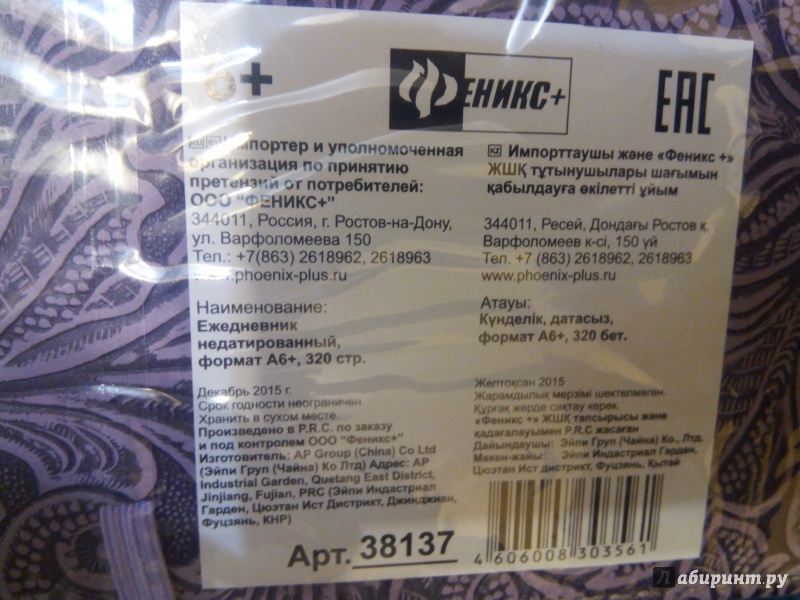 ФЕНИКС+
ЕАС
Импортер и уполномоченная
организация по принятию
претензий от потребителей:
ООО "ФЕНИКС+"
344011, Россия, г. Ростов-на-Дону,
ул. Варфоломеева 150
Тел.: +7(863) 2618962, 2618963
www.phoenix-plus.ru
Наименование:
Ежедневник
недатированный,
формат А6+, 320 стр.
Декабрь 2015 г.
Срок годности неограничен
Хранить в сухом месте.
Произведено в P.R.C. по заказу
и под контролем ООО "Феникс+"
Изготовитель: AP Group (China) Co Ltd
(Эйпи Груп (Чайна) Ко Лтд) Адрес: AP
Industrial Garden, Quetang East District,
Jinjiang, Fujian, PRC (Эйпи Индастриал
Гарден, Цюэтан Ист Дистрикт, Джинджиан,
Фуцзянь, КНР)
KZ Импорттаушы және «Феникс +»
ЖШҚ тұтынушылары шағымын
қабылдауға өкілетті ұйым
344011, Ресей, Дондағы Ростов қ.
Варфоломеев к-сі, 150 үй
Тел.: +7 (863) 2618962, 2618963
www.phoenix-plus.ru
Атауы:
Күнделік, датасыз,
формат А6+, 320 бет.
Желтоқсан 2015
Жарамдылық мерзімі шектелмеген.
Құрғақ жерде сақтау керек.
«Феникс +» ЖШҚ тапсырысы және
қадағалауымен P.R.C жасаған
Дайындаушы: Эйпи Груп (Чайна) Ко., Лтд.
Мекен-жайы: Эйпи Индастриал Гарден,
Цюэтан Ист дистрикт, Фуцзянь, Қытай
Арт. 38137
4 606008 303561
Лабиринт.ру